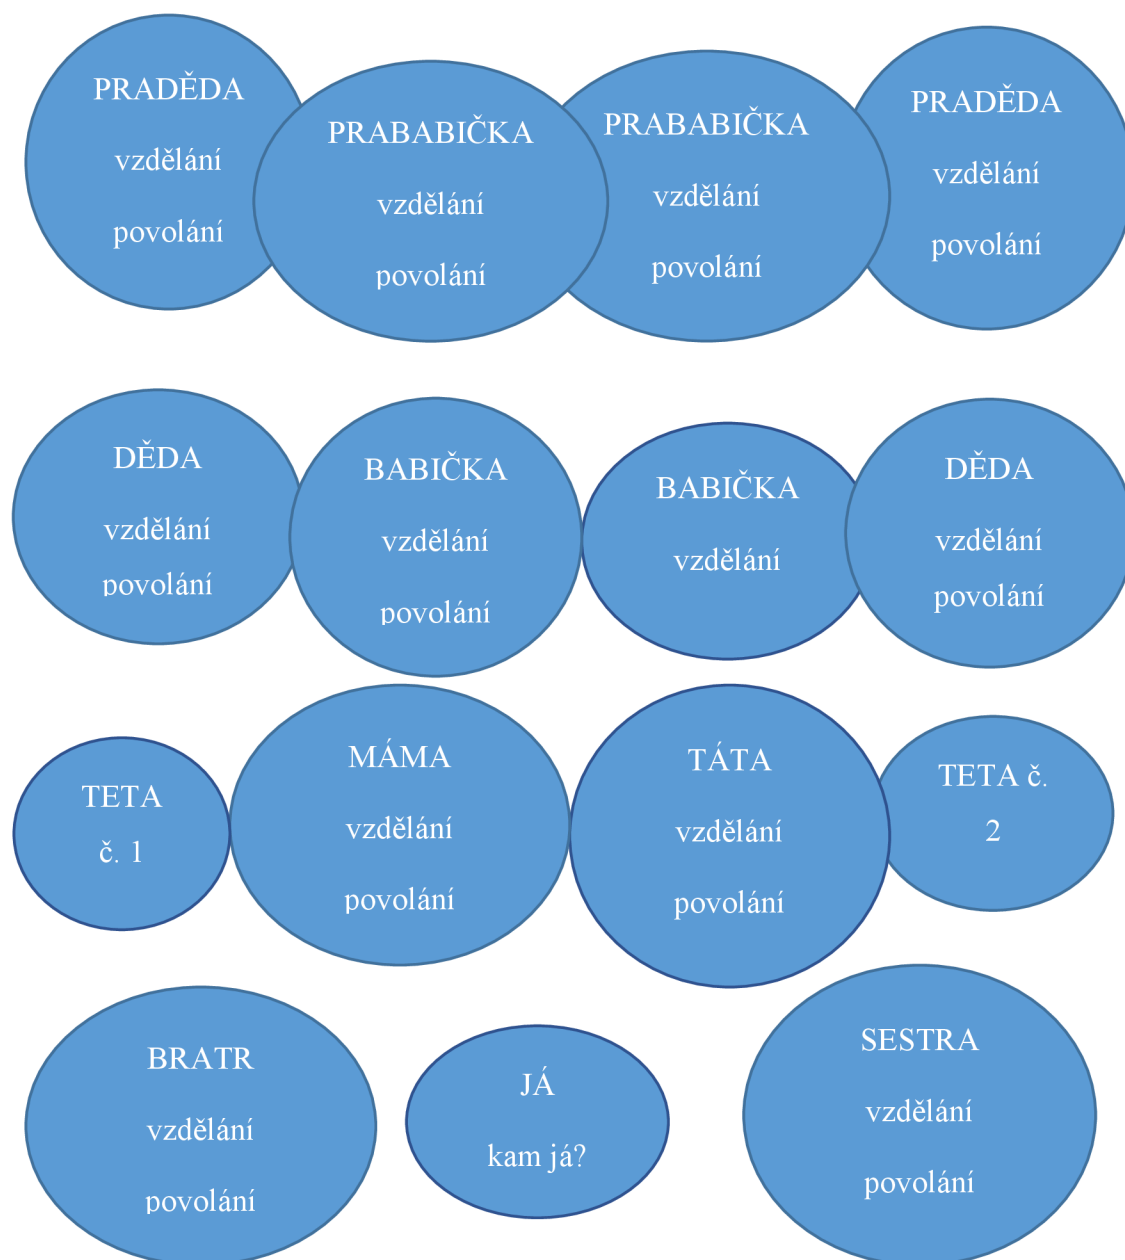 PRADĚDA
vzdělání
povolání
PRABABIČKA
vzdělání
povolání
PRABABIČKA
vzdělání
povolání
PRADĚDA
vzdělání
povolání
DĚDA
vzdělání
povolání
BABIČKA
vzdělání
povolání
BABIČKA
vzdělání
DĚDA
vzdělání
povolání
TETA
č. 1
MÁMA
vzdělání
povolání
TÁTA
vzdělání
povolání
TETA č.
2
BRATR
vzdělání
povolání
JÁ
kam já?
SESTRA
vzdělání
povolání